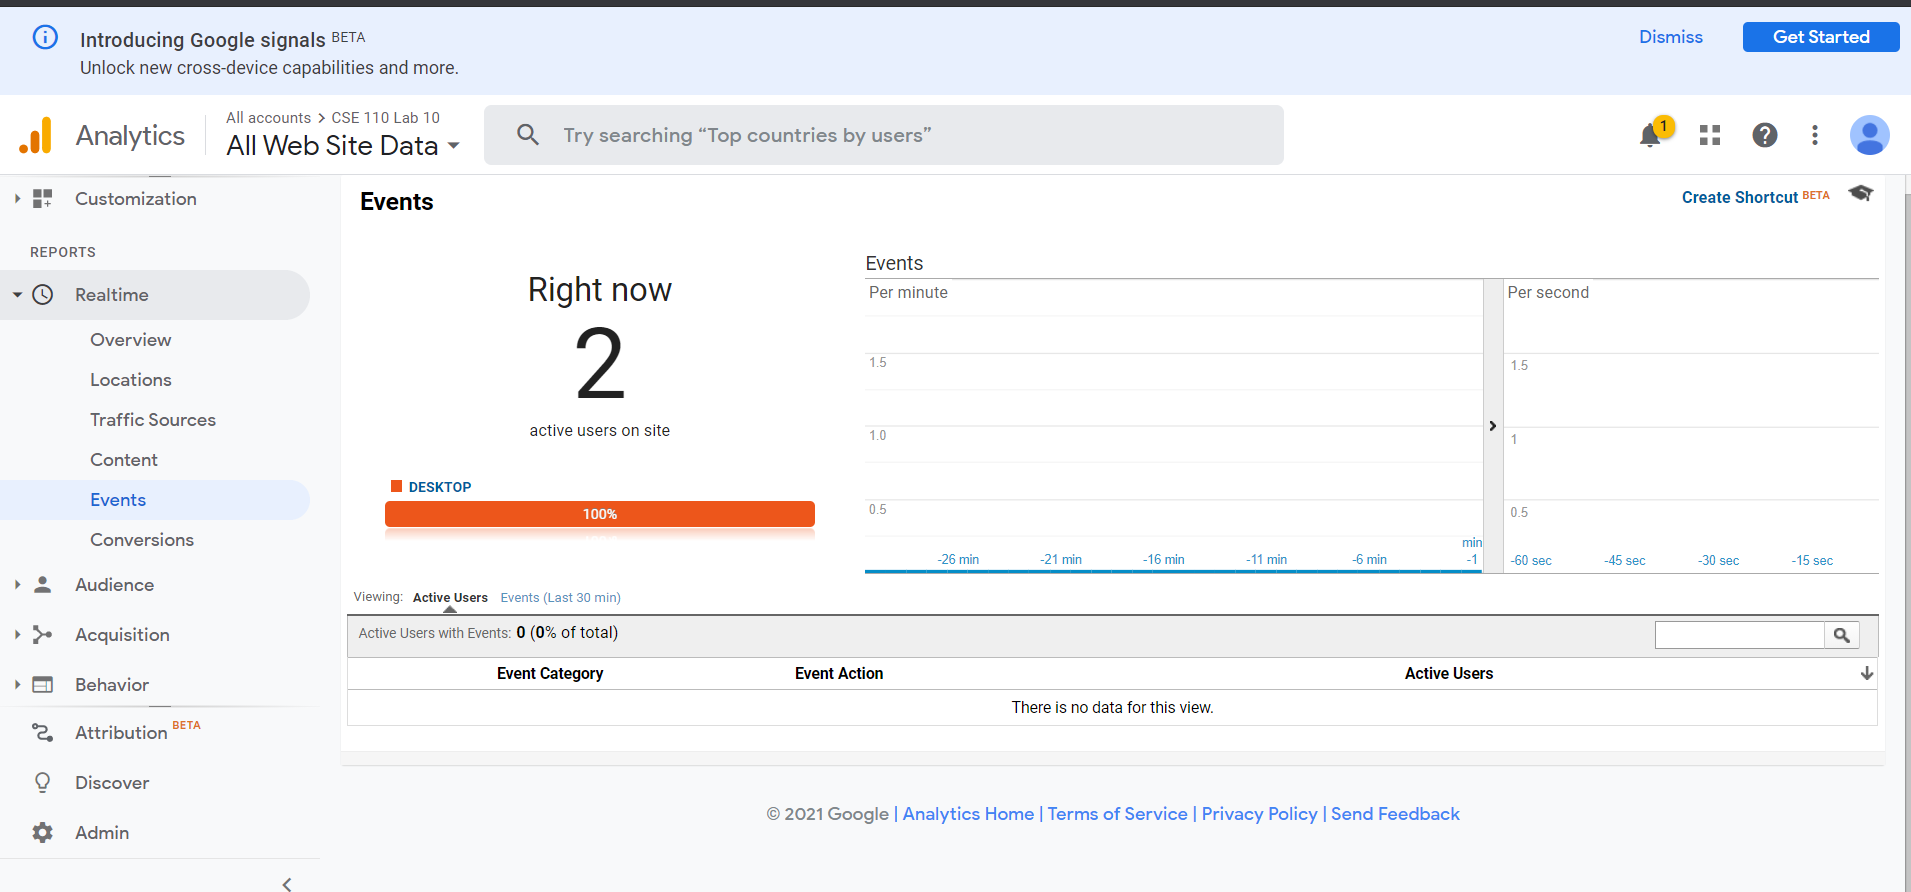 Introducing Google signals BETA
Unlock new cross-device capabilities and more.
Dismiss
Get Started
Analytics
All accounts > CSE 110 Lab 10
All Web Site Data
Try searching “Top countries by users”
1
Customization
REPORTS
Realtime
Overview
Locations
Traffic Sources
Content
Events
Conversions
Audience
Acquisition
Behavior
Attribution BETA
Discover
Admin
Events
Create Shortcut BETA
Right now
2
active users on site
DESKTOP
100%
Events
Per minute
1.5
1.0
0.5
-26 min
-21 min
-16 min
-11 min
-6 min
min
-1
Per second
1.5
1
0.5
-60 sec
-45 sec
-30 sec
-15 sec
Viewing: Active Users Events (Last 30 min)
Active Users with Events: 0 (0% of total)
Event Category Event Action Active Users
There is no data for this view.
© 2021 Google | Analytics Home | Terms of Service | Privacy Policy | Send Feedback